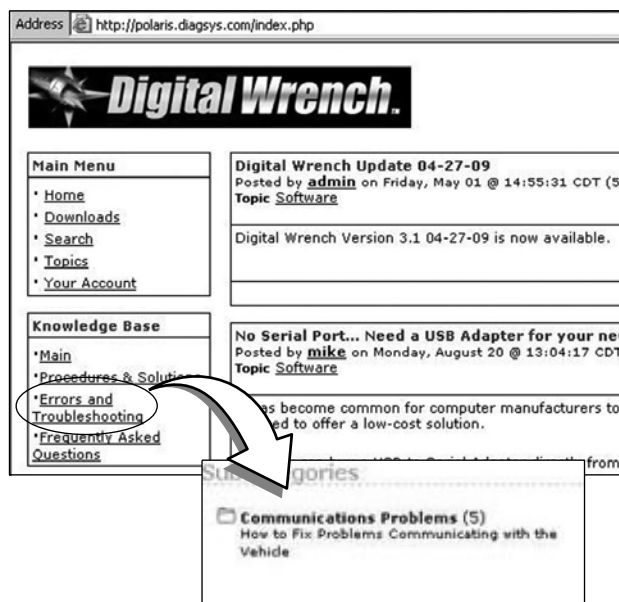 Address http://polaris.diagsys.com/index.php
Digital Wrench™
Main Menu
· Home
· Downloads
· Search
· Topics
· Your Account
Knowledge Base
·Main
·Procedures & Solutions
·Errors and
Troubleshooting
·Frequently Asked
Questions
Digital Wrench Update 04-27-09
Posted by admin on Friday, May 01 @ 14:55:31 CDT (5
Topic Software
Digital Wrench Version 3.1 04-27-09 is now available.
No Serial Port... Need a USB Adapter for your ne
Posted by mike on Monday, August 20 @ 13:04:17 CDT
Topic Software
as become common for computer manufacturers to
to offer a low-cost solution.
from
Communications Problems (5)
How to Fix Problems Communicating with the
Vehicle